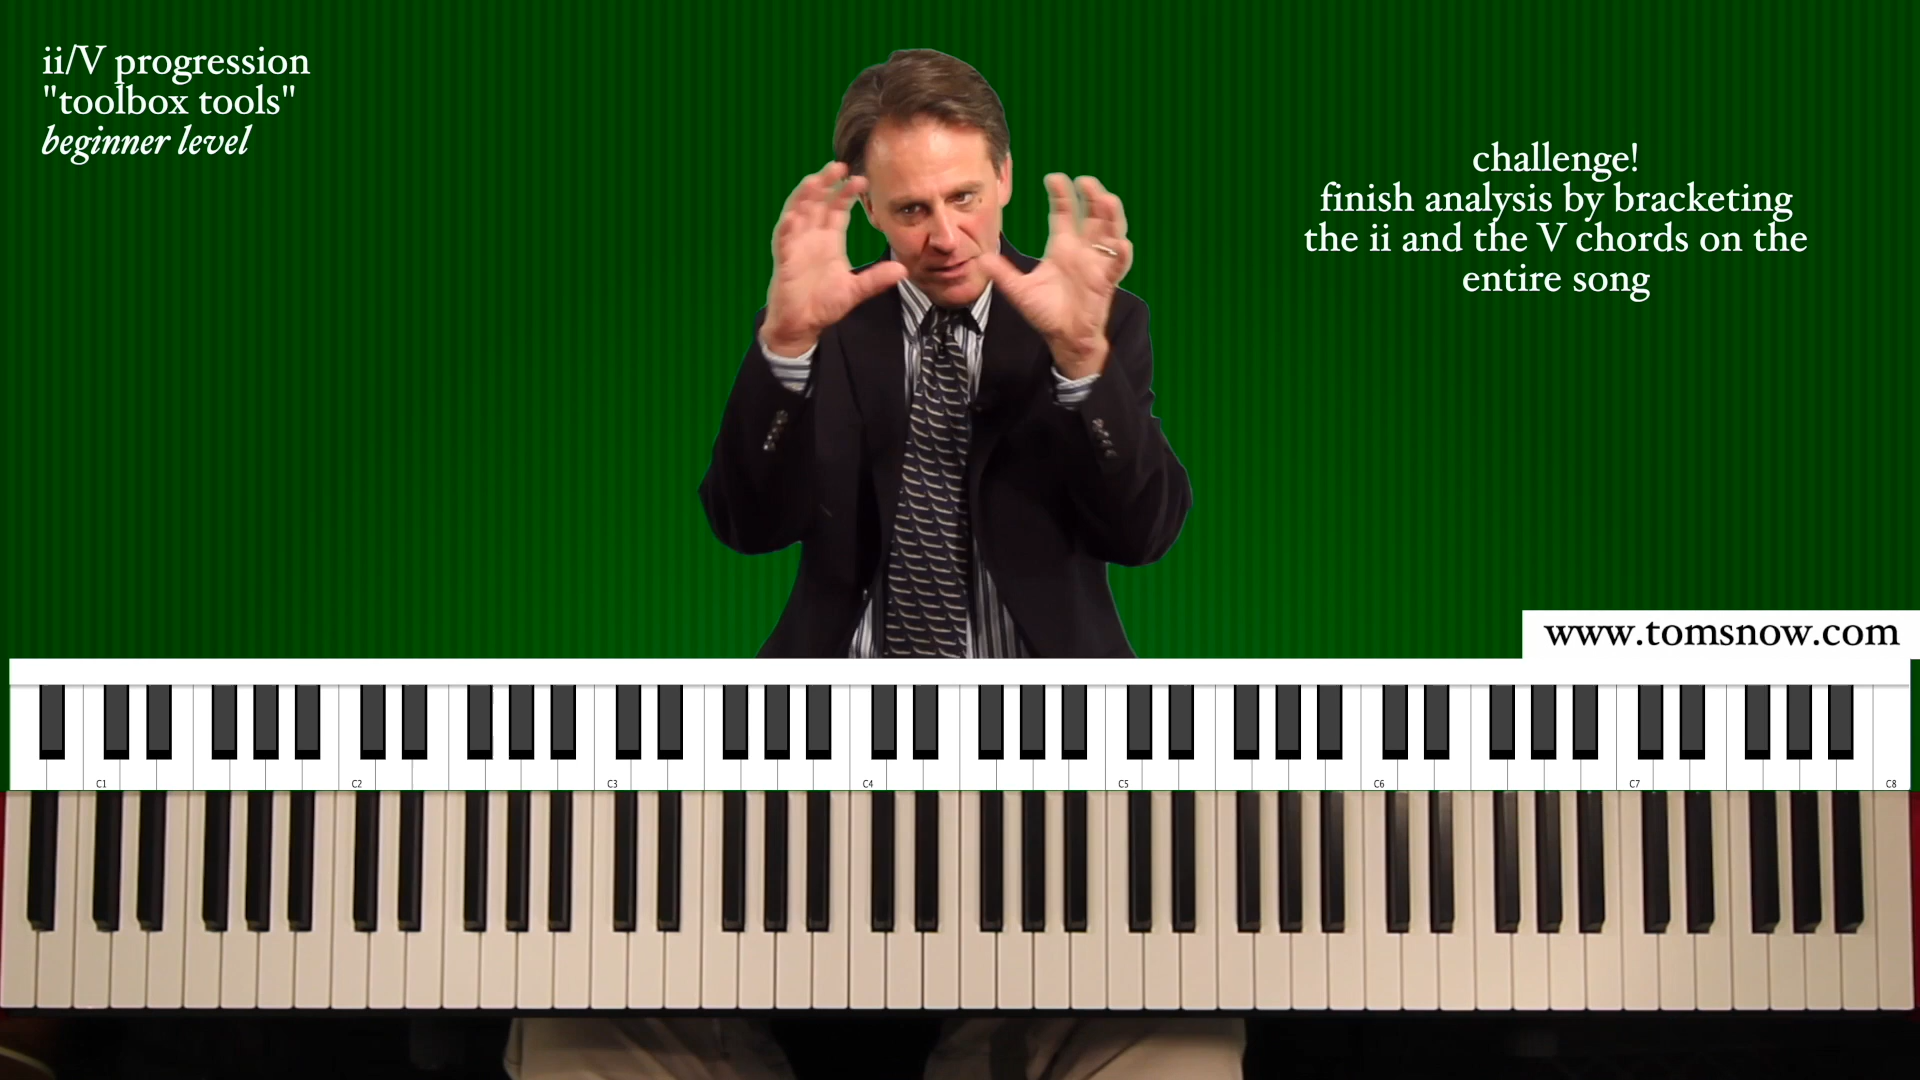 ii/V progression
"toolbox tools"
beginner level
challenge!
finish analysis by bracketing
the ii and the V chords on the
entire song
www.tomsnow.com
C1 C2 C3 C4 C5 C6 C7 C8